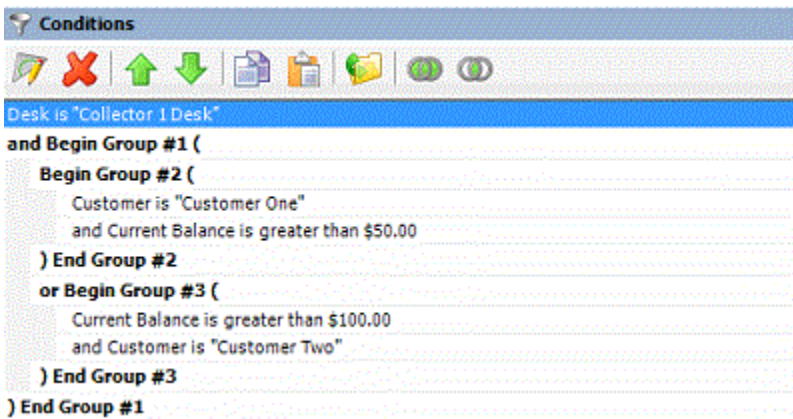 Conditions
Desk is "Collector 1 Desk"
and Begin Group #1 (
Begin Group #2 (
Customer is "Customer One"
and Current Balance is greater than $50.00
) End Group #2
or Begin Group #3 (
Current Balance is greater than $100.00
and Customer is "Customer Two"
) End Group #3
) End Group #1